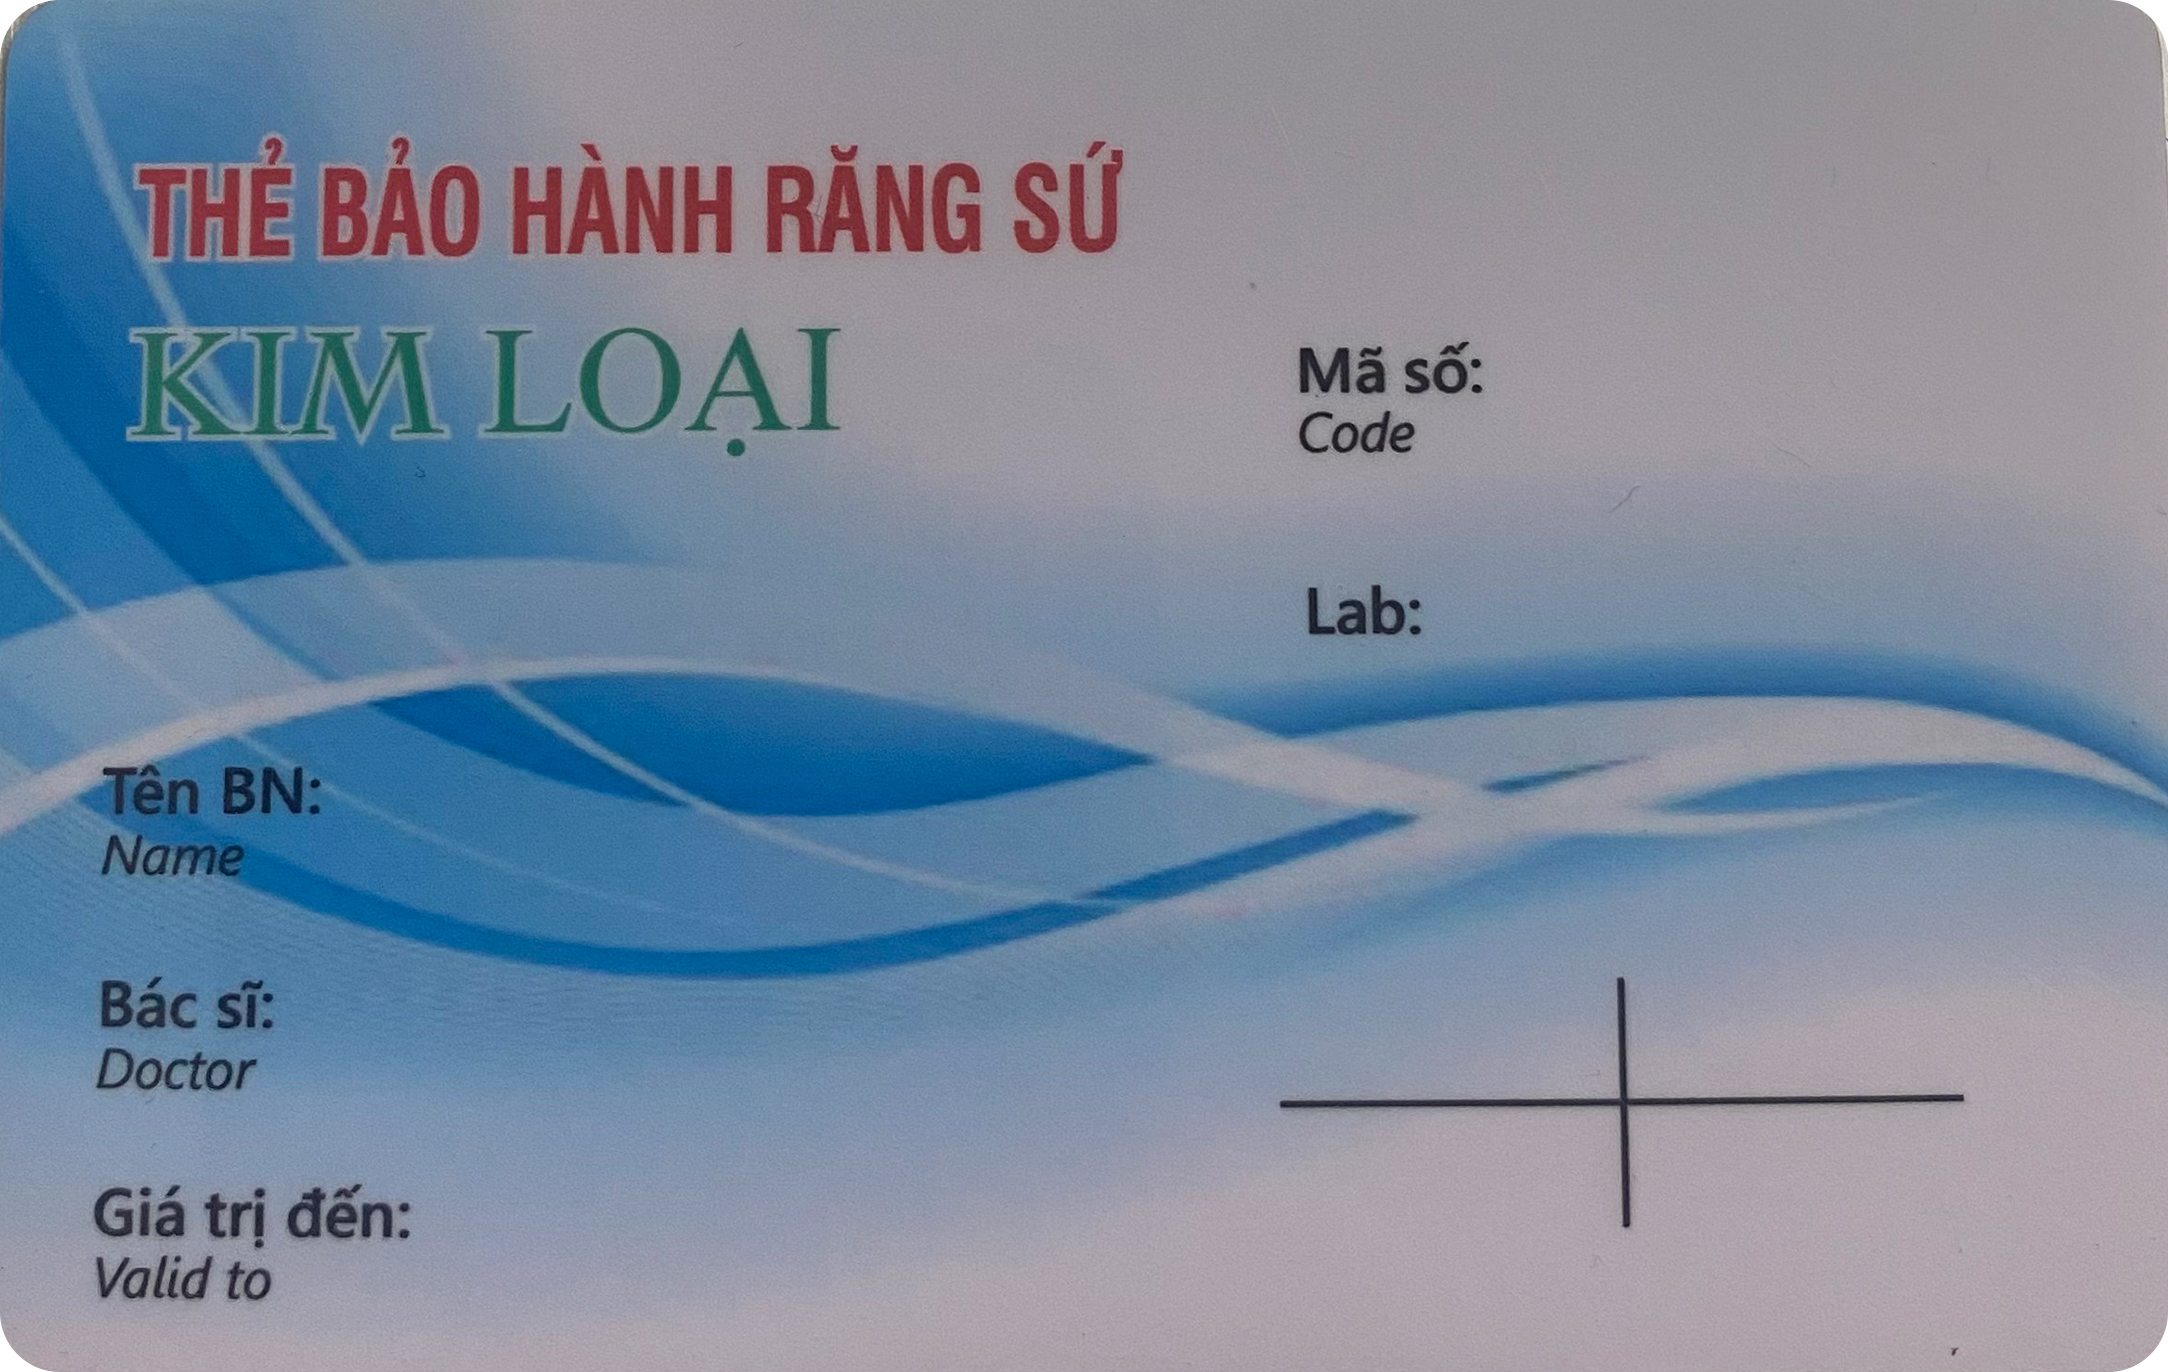 THẺ BẢO HÀNH RĂNG SỨ
KIM LOẠI
Mã số:
Code
Lab:
Tên BN:
Name
Bác sĩ:
Doctor
Giá trị đến:
Valid to